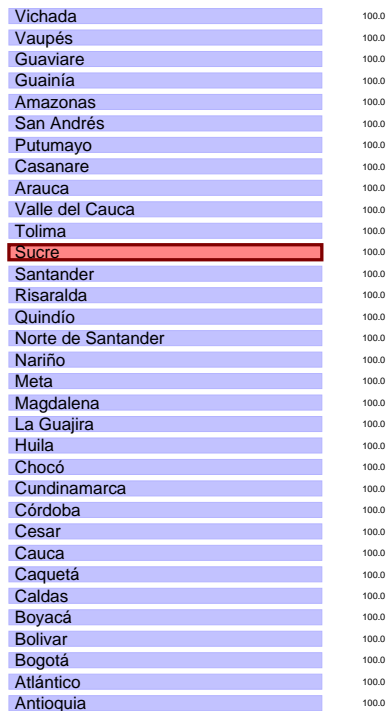 Vichada 100.0
Vaupés 100.0
Guaviare 100.0
Guainía 100.0
Amazonas 100.0
San Andrés 100.0
Putumayo 100.0
Casanare 100.0
Arauca 100.0
Valle del Cauca 100.0
Tolima 100.0
Sucre 100.0
Santander 100.0
Risaralda 100.0
Quindío 100.0
Norte de Santander 100.0
Nariño 100.0
Meta 100.0
Magdalena 100.0
La Guajira 100.0
Huila 100.0
Chocó 100.0
Cundinamarca 100.0
Córdoba 100.0
Cesar 100.0
Cauca 100.0
Caquetá 100.0
Caldas 100.0
Boyacá 100.0
Bolivar 100.0
Bogotá 100.0
Atlántico 100.0
Antioquia 100.0